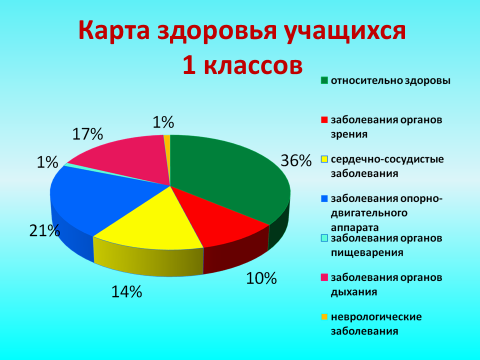 Карта здоровья учащихся
1 классов
1%
17%
36%
1%
21%
14%
10%
относительно здоровы
заболевания органов
зрения
сердечно-сосудистые
заболевания
заболевания опорно-
двигательного
аппарата
заболевания органов
пищеварения
заболевания органов
дыхания
неврологические
заболевания